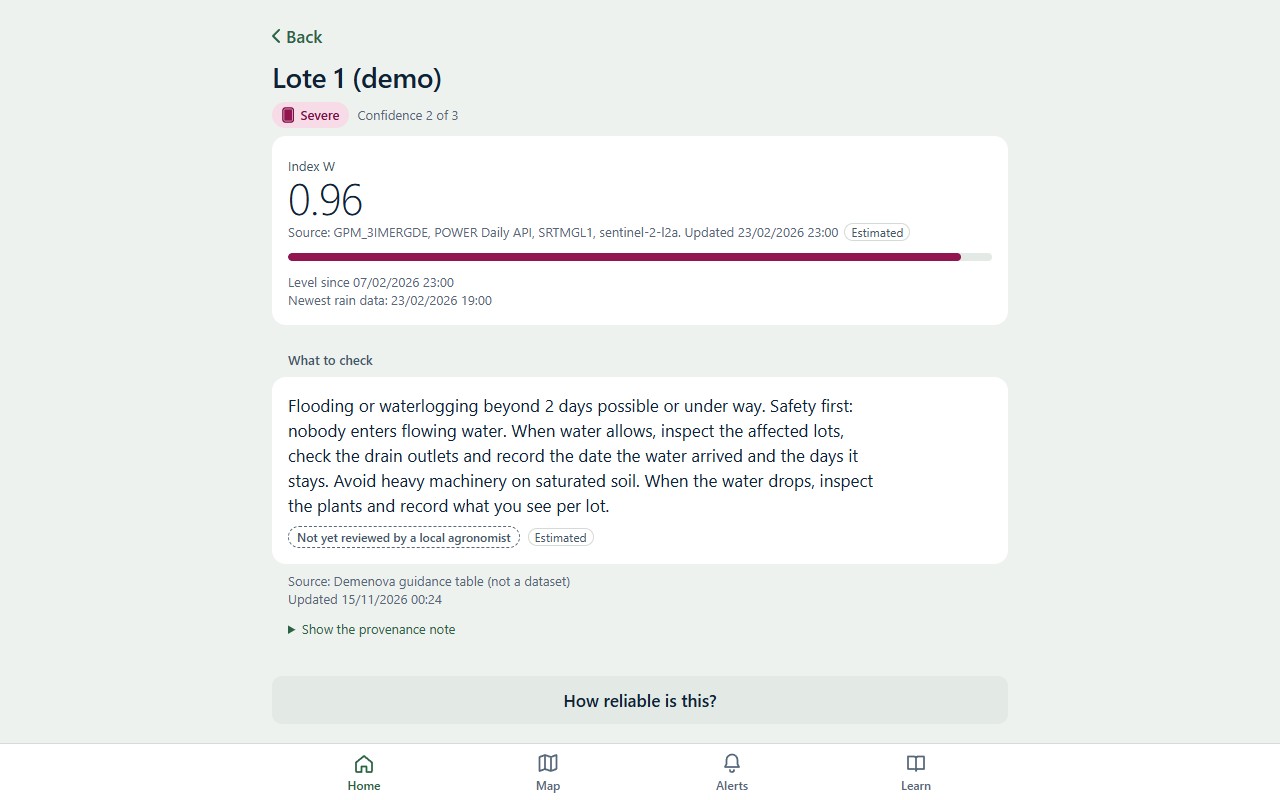 Back
Lote 1 (demo)
Severe Confidence 2 of 3
Index W
0.96
Source: GPM_3IMERGDE, POWER Daily API, SRTMGL1, sentinel-2-l2a. Updated 23/02/2026 23:00 Estimated
Level since 07/02/2026 23:00
Newest rain data: 23/02/2026 19:00
What to check
Flooding or waterlogging beyond 2 days possible or under way. Safety first:
nobody enters flowing water. When water allows, inspect the affected lots,
check the drain outlets and record the date the water arrived and the days it
stays. Avoid heavy machinery on saturated soil. When the water drops, inspect
the plants and record what you see per lot.
Not yet reviewed by a local agronomist Estimated
Source: Demenova guidance table (not a dataset)
Updated 15/11/2026 00:24
Show the provenance note
How reliable is this?
Home Map Alerts Learn